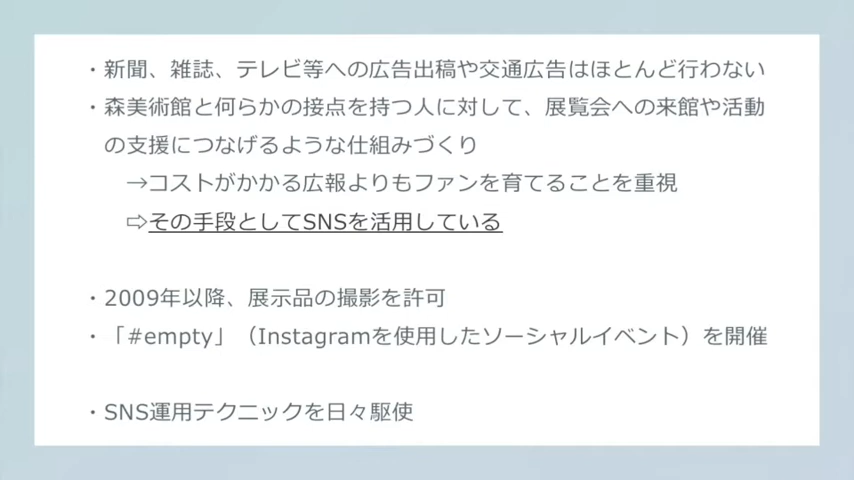 ・新聞、雑誌、テレビ等への広告出稿や交通広告はほとんど行わない
・森美術館と何らかの接点を持つ人に対して、展覧会への来館や活動
の支援につなげるような仕組みづくり
→コストがかかる広報よりもファンを育てることを重視
⇨その手段としてSNSを活用している
・2009年以降、展示品の撮影を許可
・「#empty」（Instagramを使用したソーシャルイベント）を開催
・SNS運用テクニックを日々駆使